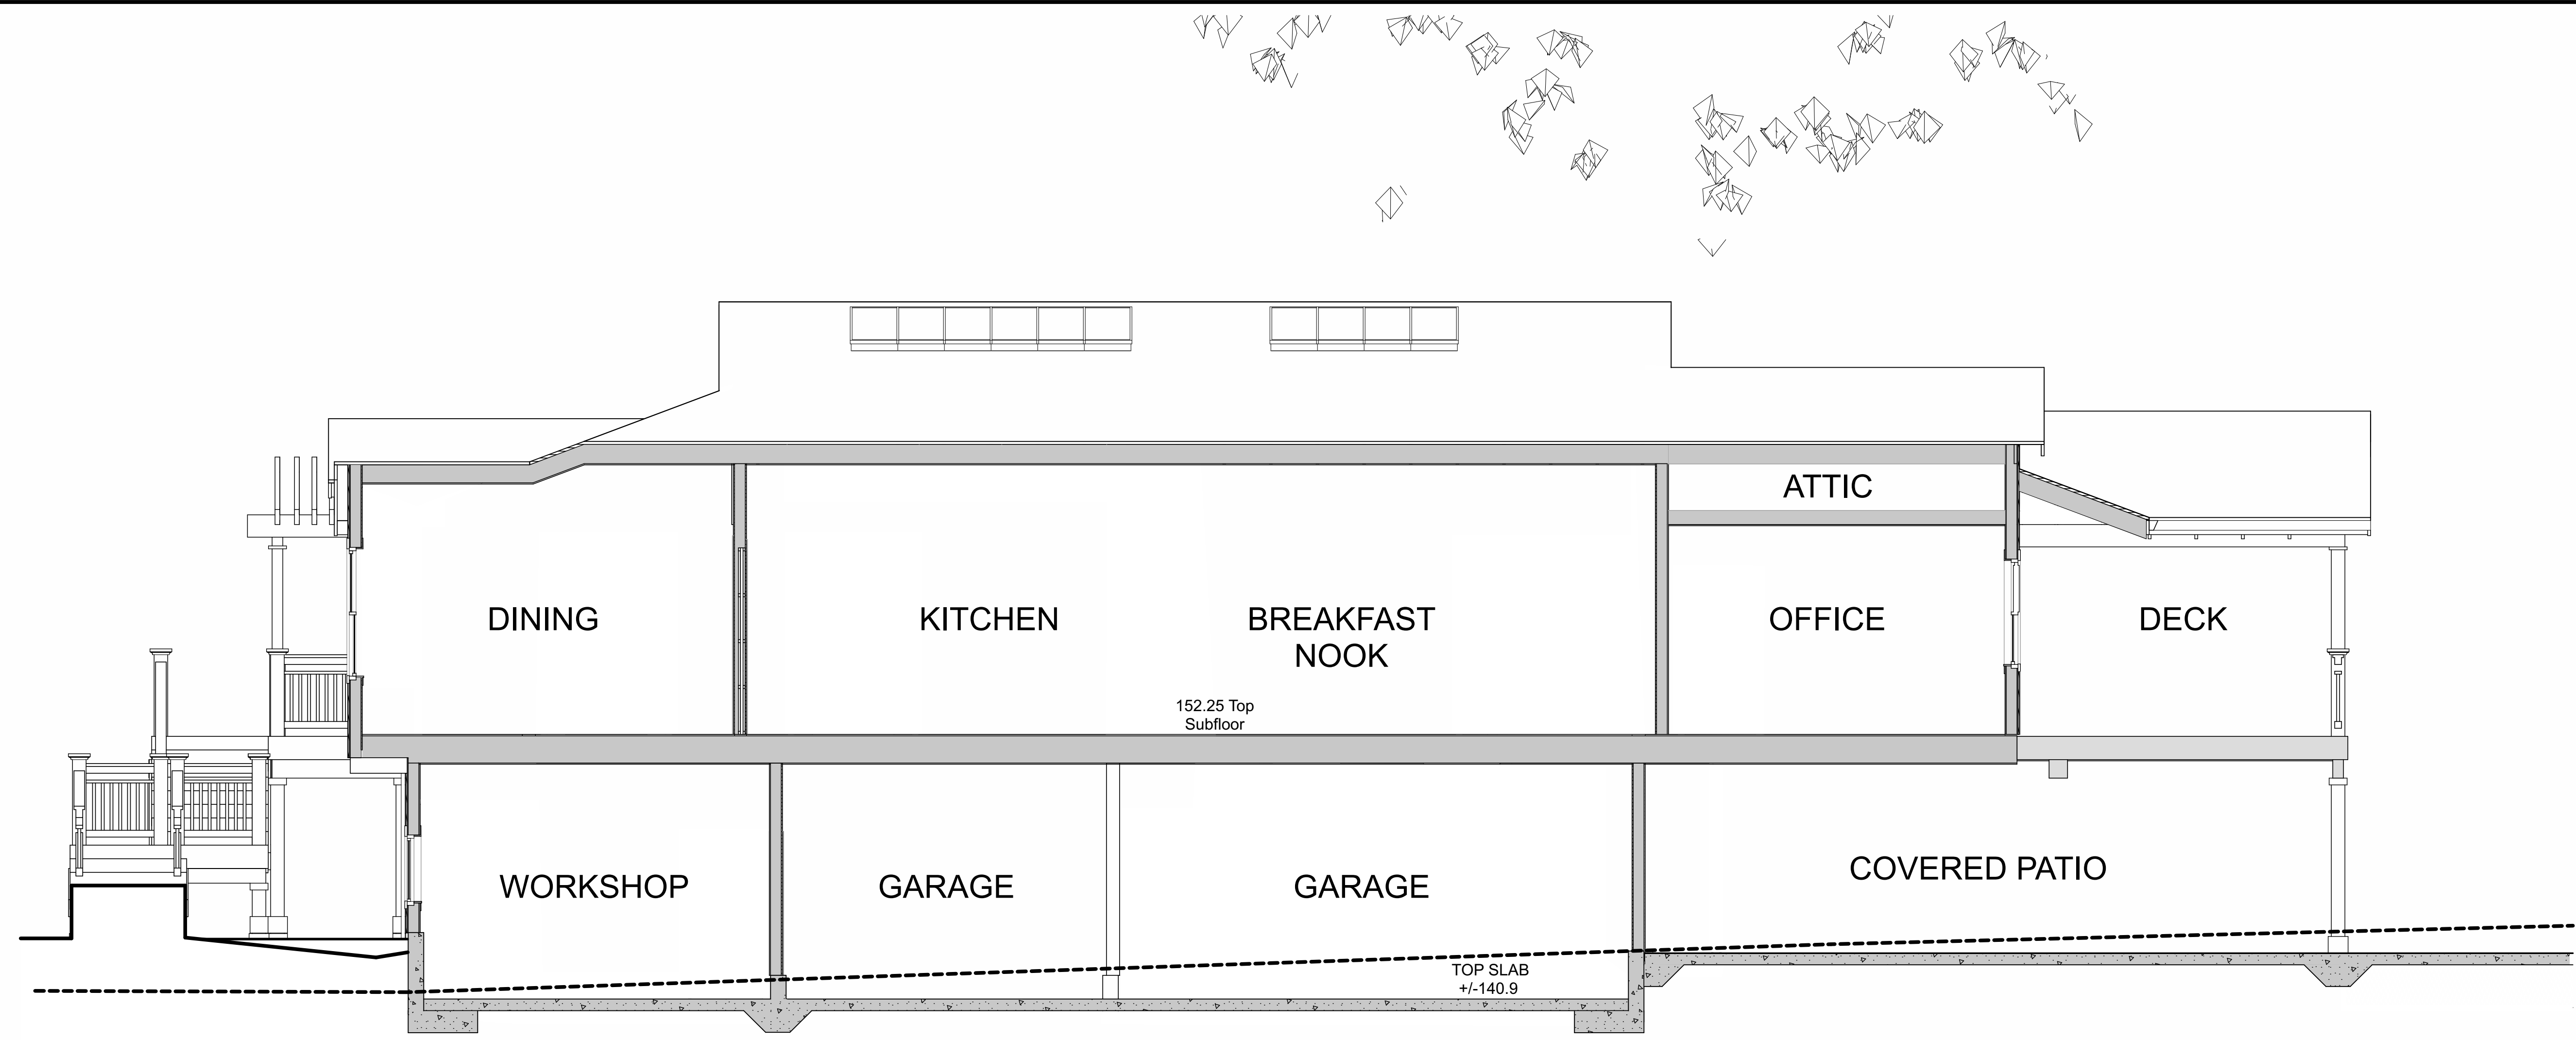 ATTIC
DINING
KITCHEN
BREAKFAST
NOOK
OFFICE
DECK
152.25 Top
Subfloor
WORKSHOP
GARAGE
GARAGE
COVERED PATIO
TOP SLAB
+/-140.9